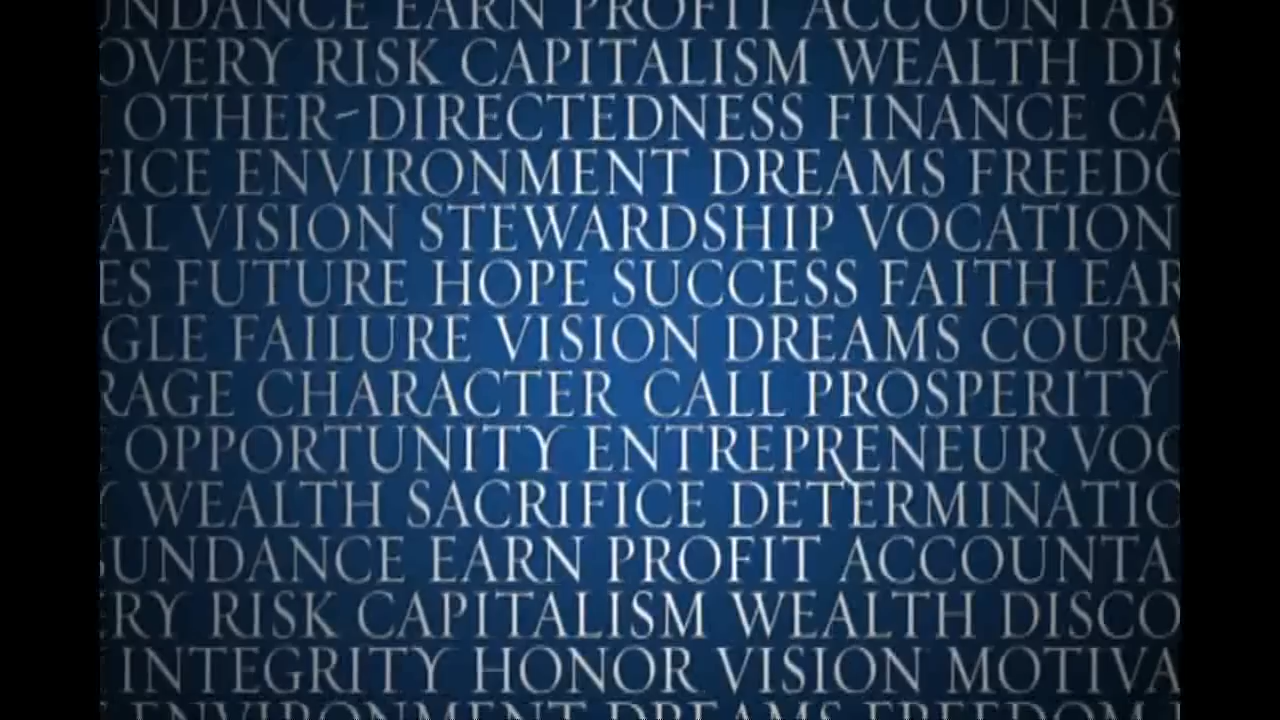 UNDANCE EARN PROFIT ACCOUNTAB
OVERY RISK CAPITALISM WEALTH DIS
OTHER-DIRECTEDNESS FINANCE CA
FICE ENVIRONMENT DREAMS FREEDO
AL VISION STEWARDSHIP VOCATION
ES FUTURE HOPE SUCCESS FAITH EAR
GLE FAILURE VISION DREAMS COURA
RAGE CHARACTER CALL PROSPERITY
OPPORTUNITY ENTREPRENEUR VOC
Y WEALTH SACRIFICE DETERMINATIO
BUNDANCE EARN PROFIT ACCOUNTA
ERY RISK CAPITALISM WEALTH DISCO
INTEGRITY HONOR VISION MOTIVA
ENVIRONMENT DREAMS FREEDOM